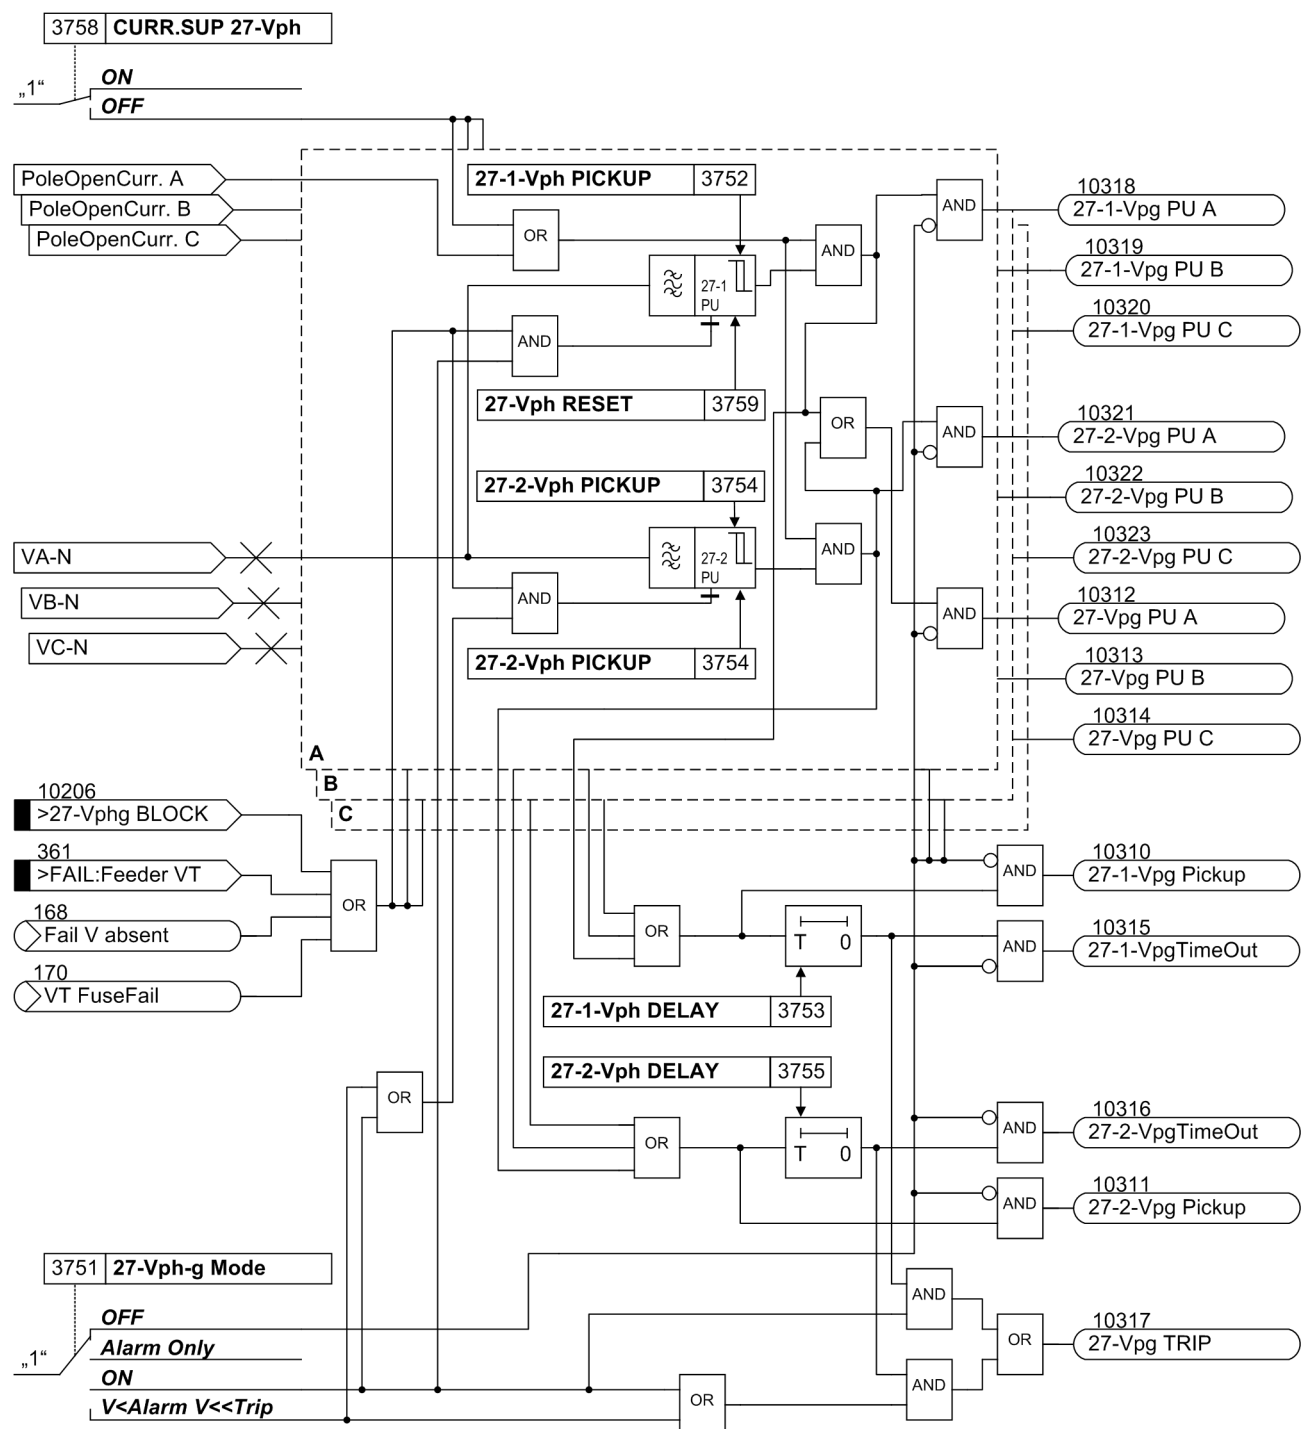 3758 CURR.SUP 27-Vph
ON
„1“
OFF
PoleOpenCurr. A
PoleOpenCurr. B
PoleOpenCurr. C
27-1-Vph PICKUP 3752
OR
27-1
PU
AND
AND
27-Vph RESET 3759
OR
27-2-Vph PICKUP 3754
27-2
PU
AND
AND
27-2-Vph PICKUP 3754
AND
AND
AND
10318
27-1-Vpg PU A
10319
27-1-Vpg PU B
10320
27-1-Vpg PU C
10321
27-2-Vpg PU A
10322
27-2-Vpg PU B
10323
27-2-Vpg PU C
10312
27-Vpg PU A
10313
27-Vpg PU B
10314
27-Vpg PU C
VA-N
VB-N
VC-N
A
B
C
10206
>27-Vphg BLOCK
361
>FAIL:Feeder VT
168
Fail V absent
170
VT FuseFail
OR
OR
T 0
27-1-Vph DELAY 3753
27-2-Vph DELAY 3755
OR
OR
T 0
AND
10310
27-1-Vpg Pickup
AND
10315
27-1-VpgTimeOut
AND
10316
27-2-VpgTimeOut
AND
10311
27-2-Vpg Pickup
3751 27-Vph-g Mode
OFF
Alarm Only
„1“
ON
V<Alarm V<<Trip
OR
AND
AND
OR
10317
27-Vpg TRIP